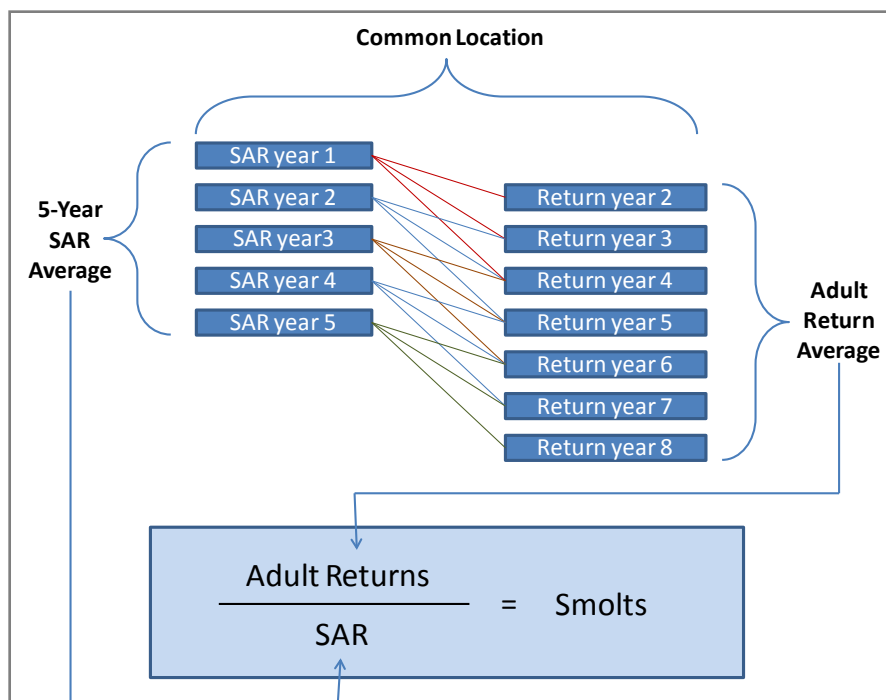 Common Location
SAR year 1
SAR year 2
SAR year3
SAR year 4
SAR year 5
5-Year
SAR
Average
Return year 2
Return year 3
Return year 4
Return year 5
Return year 6
Return year 7
Return year 8
Adult
Return
Average
Adult Returns
SAR
= Smolts